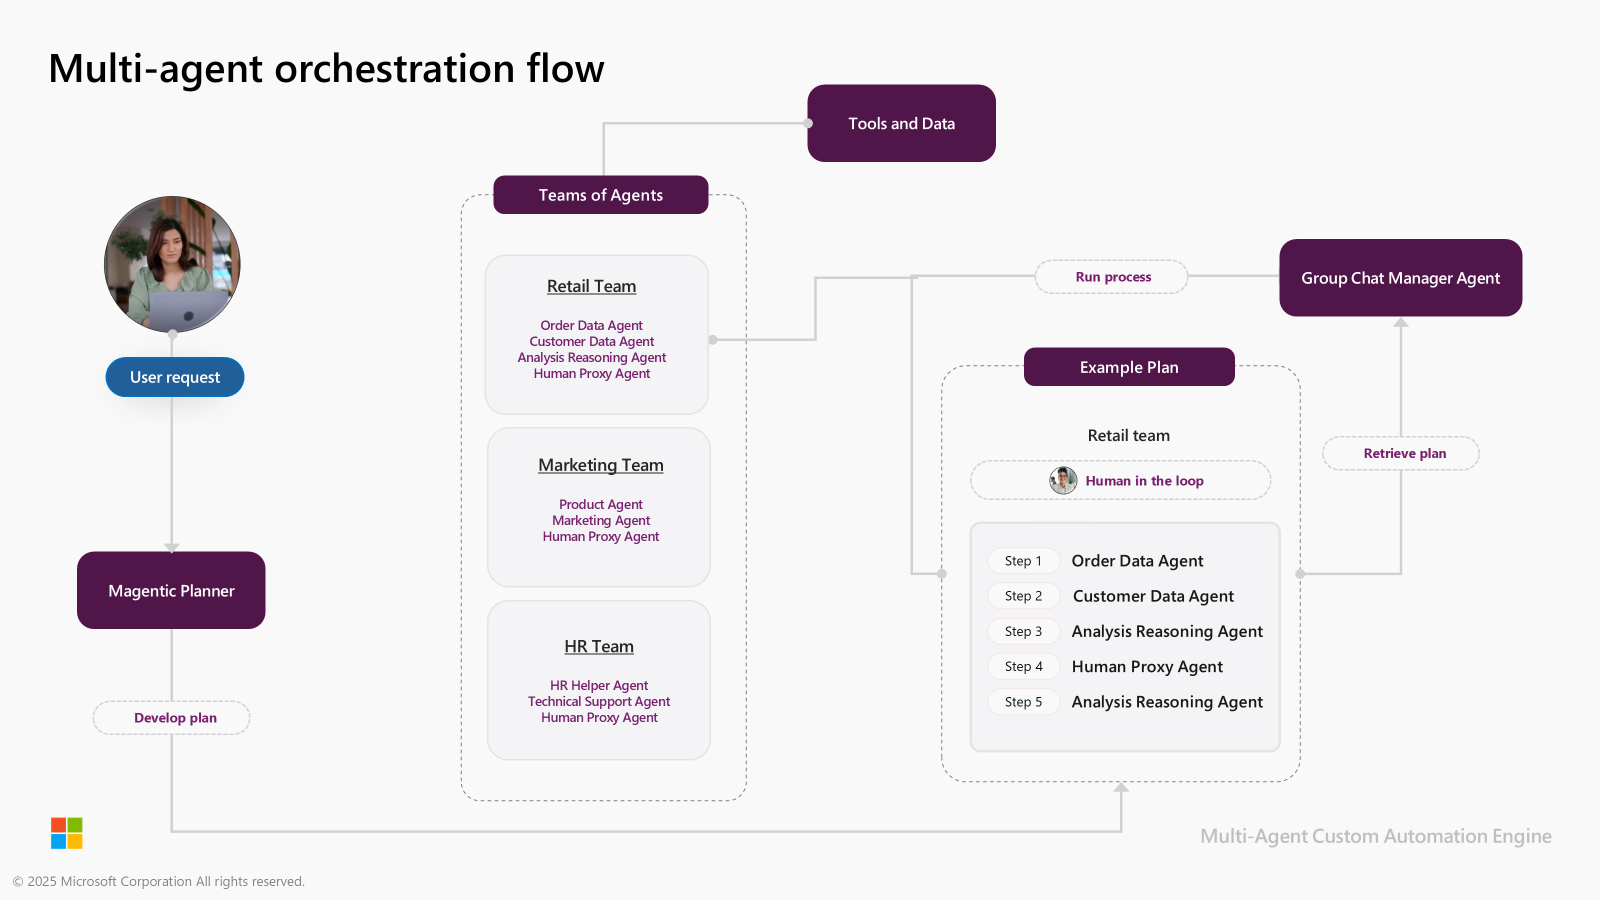 Multi-agent orchestration flow
Tools and Data
Teams of Agents
User request
Magentic Planner
Develop plan
Retail Team
Order Data Agent
Customer Data Agent
Analysis Reasoning Agent
Human Proxy Agent
Marketing Team
Product Agent
Marketing Agent
Human Proxy Agent
HR Team
HR Helper Agent
Technical Support Agent
Human Proxy Agent
Run process
Group Chat Manager Agent
Example Plan
Retail team
Human in the loop
Step 1 Order Data Agent
Step 2 Customer Data Agent
Step 3 Analysis Reasoning Agent
Step 4 Human Proxy Agent
Step 5 Analysis Reasoning Agent
Retrieve plan
Multi-Agent Custom Automation Engine
© 2025 Microsoft Corporation All rights reserved.